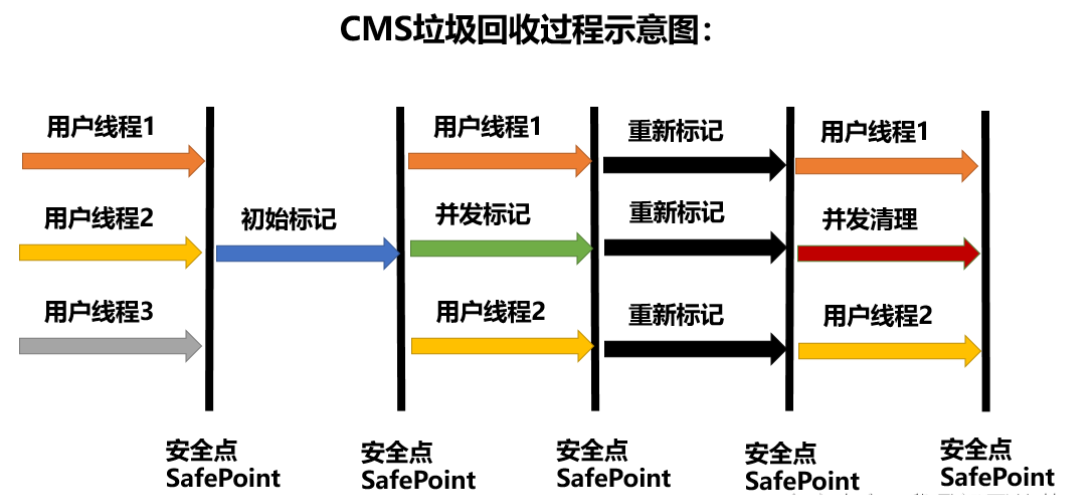 CMS垃圾回收过程示意图：
用户线程1
用户线程1
重新标记
用户线程1
用户线程2
初始标记
并发标记
重新标记
并发清理
用户线程3
用户线程2
重新标记
用户线程2
安全点
SafePoint
安全点
SafePoint
安全点
SafePoint
安全点
SafePoint
安全点
SafePoint